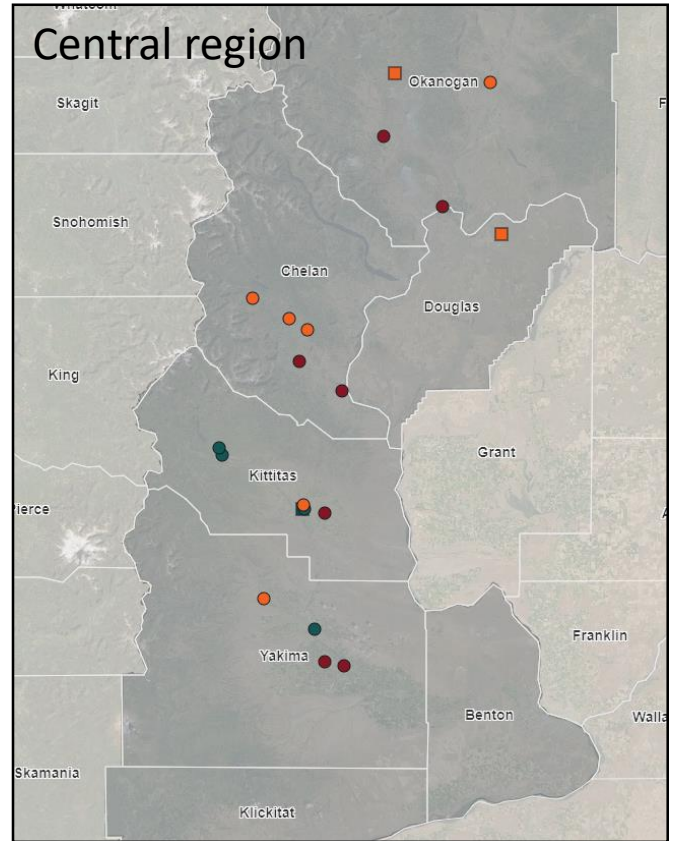 Central region
Okanogan
Skagit
Snohomish
Chelan
Douglas
King
Grant
Kittitas
Pierce
Franklin
Yakima
Benton
Skamania
Klickitat